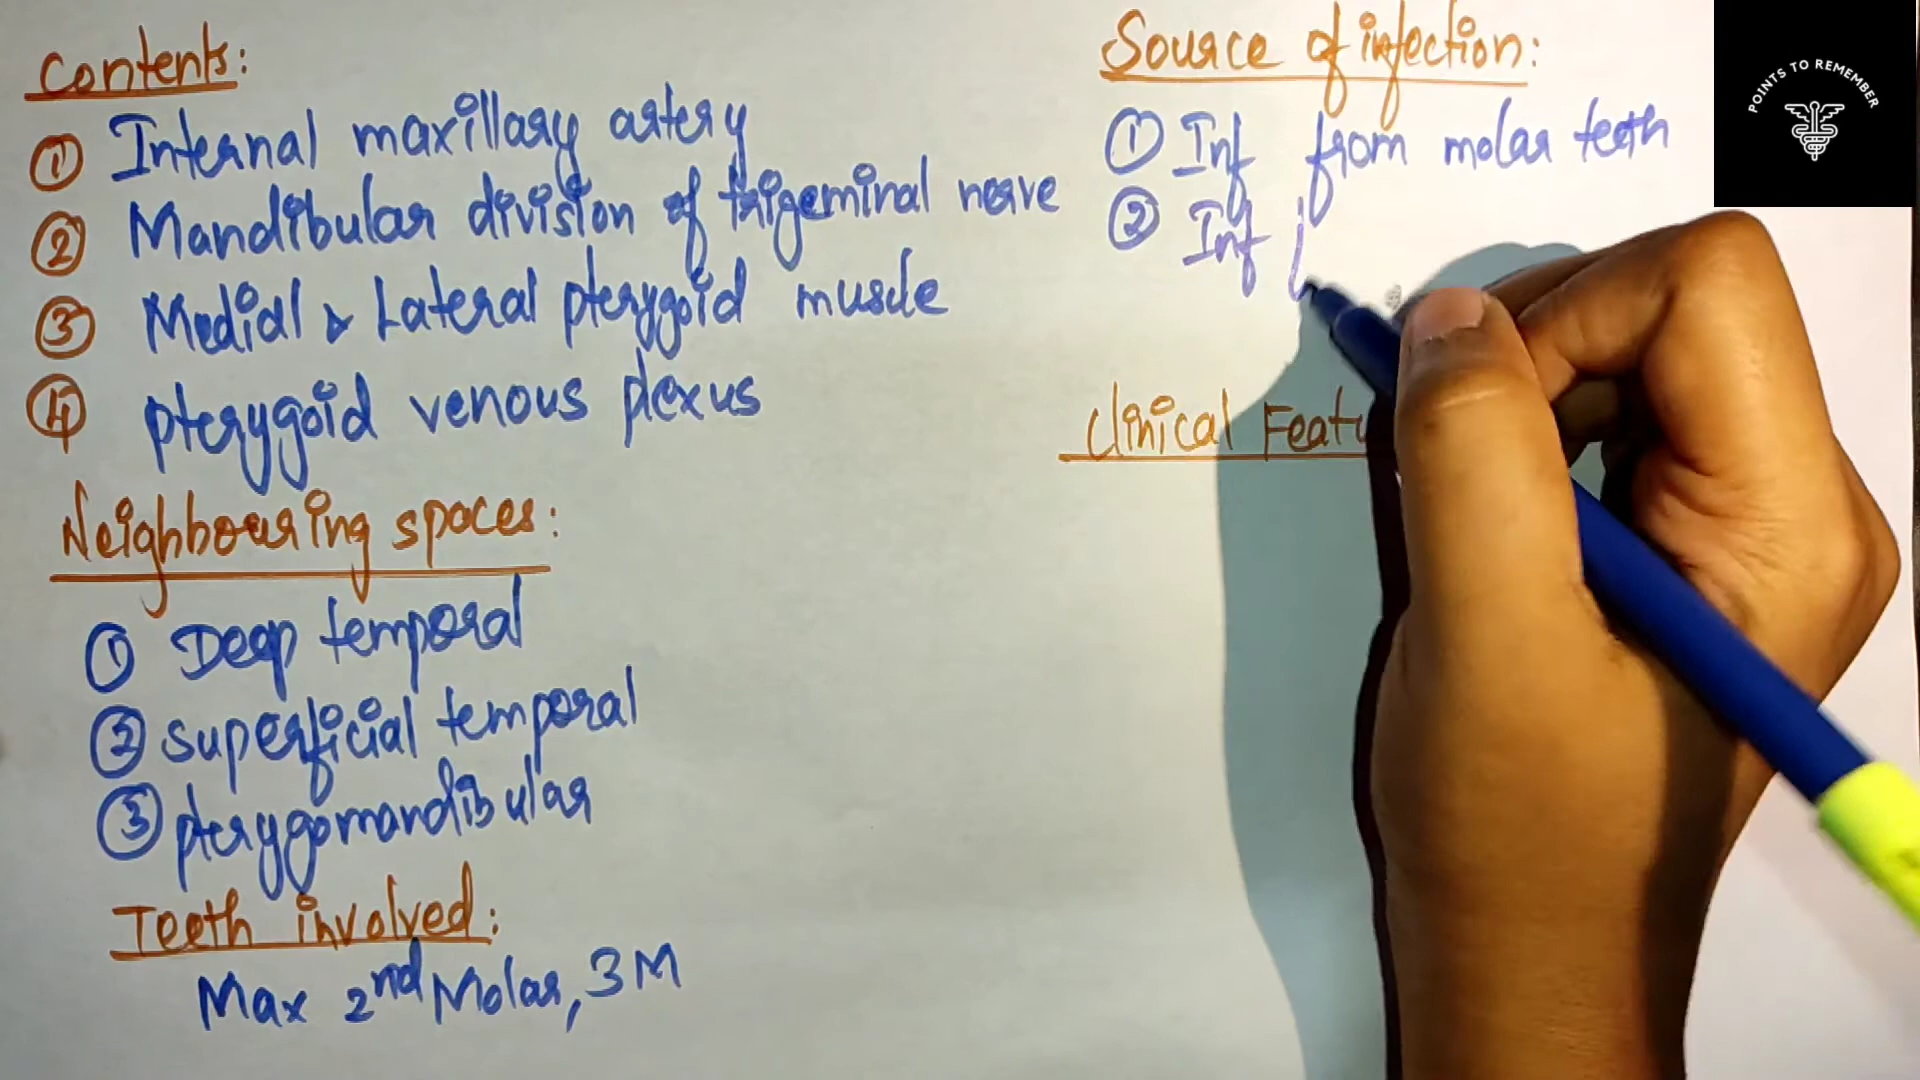 Contents:
① Internal maxillary artery
② Mandibular division of trigeminal nerve
③ Medial & Lateral pterygoid muscle
④ pterygoid venous plexus
Neighbouring spaces:
① Deep temporal
② superficial temporal
③ pterygomandibular
Teeth involved:
Max 2nd Molar, 3M
Source of infection:
① Inf from molar teeth
② Inf
Clinical Featu
POINTS TO REMEMBER